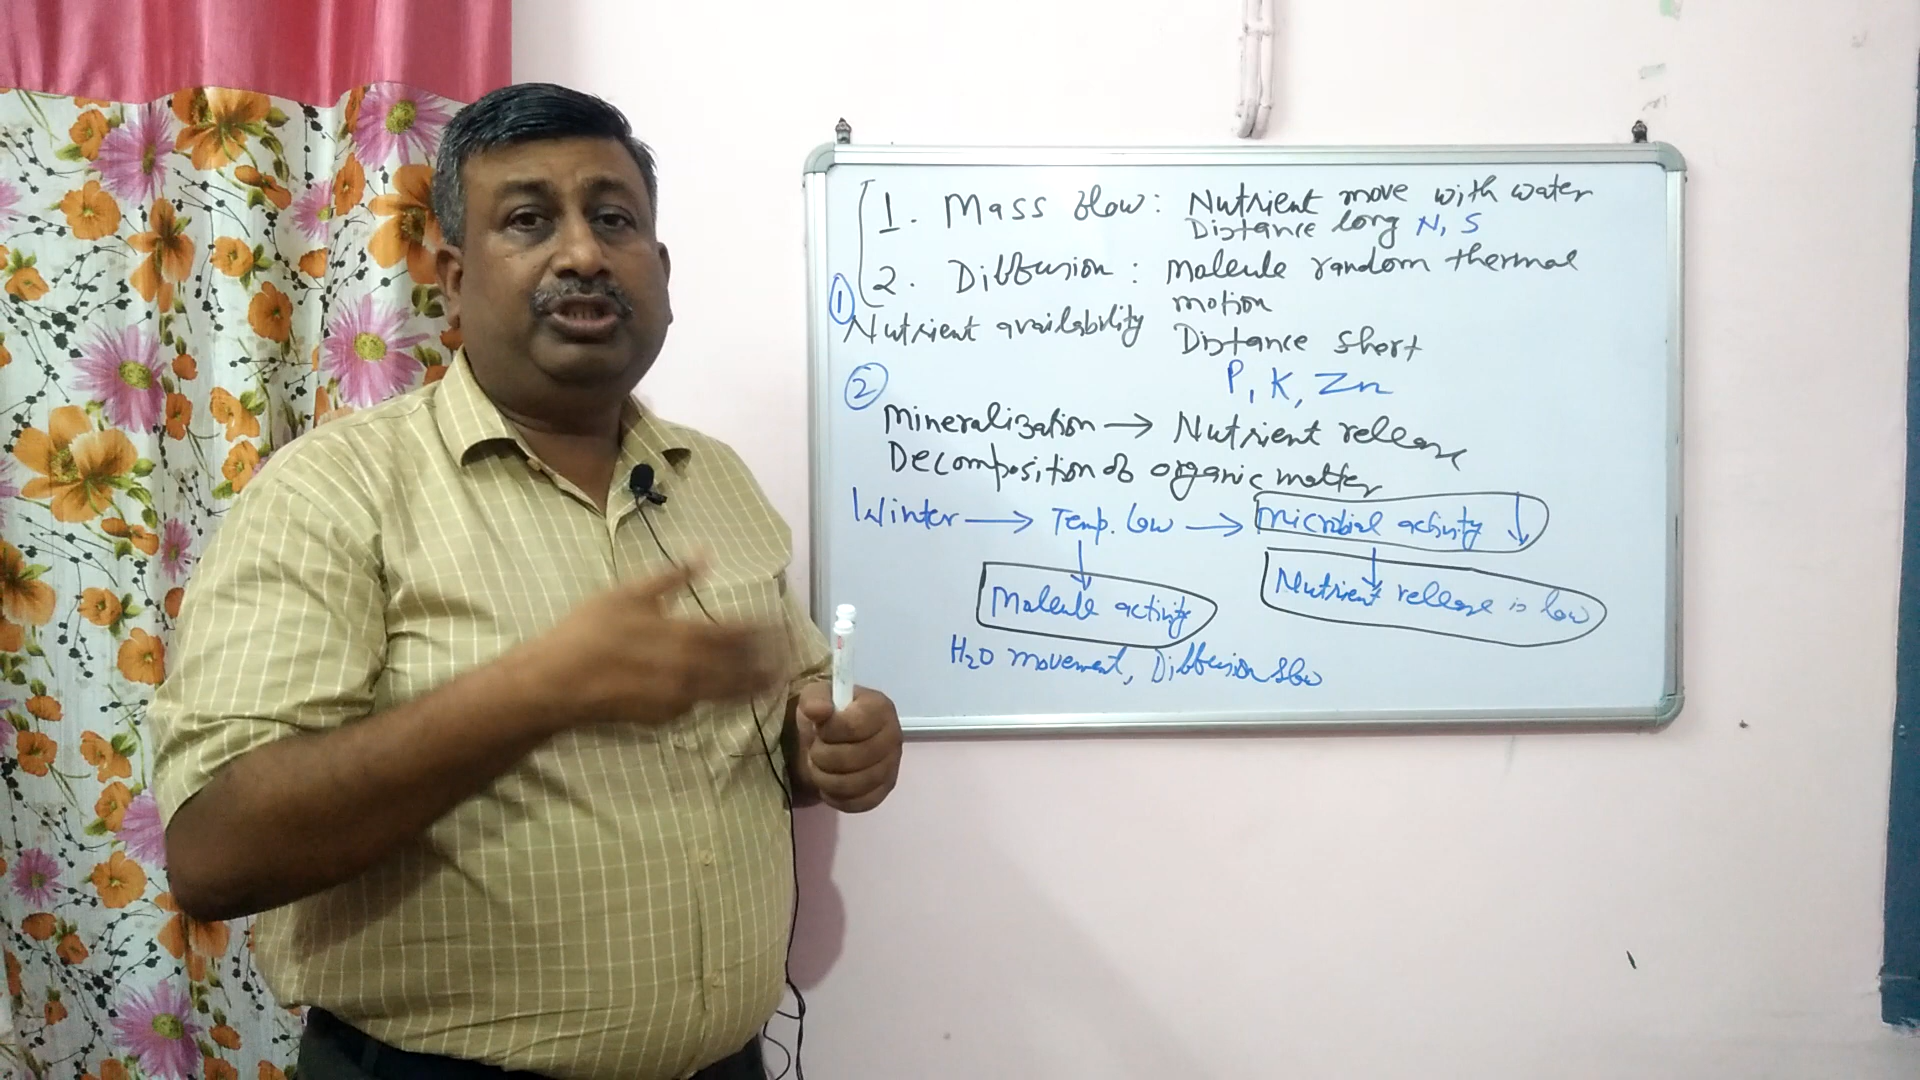 1. Mass flow: Nutrient move with water
Distance long N, S
2. Diffusion: Molecule random thermal
motion
① Nutrient availability Distance short
P, K, Zn
②
Mineralization → Nutrient release
Decomposition of organic matter
Winter → Temp. low → Microbial activity ↓
↓ ↓
Molecule activity Nutrient release is low
H₂O movement, Diffusion slow